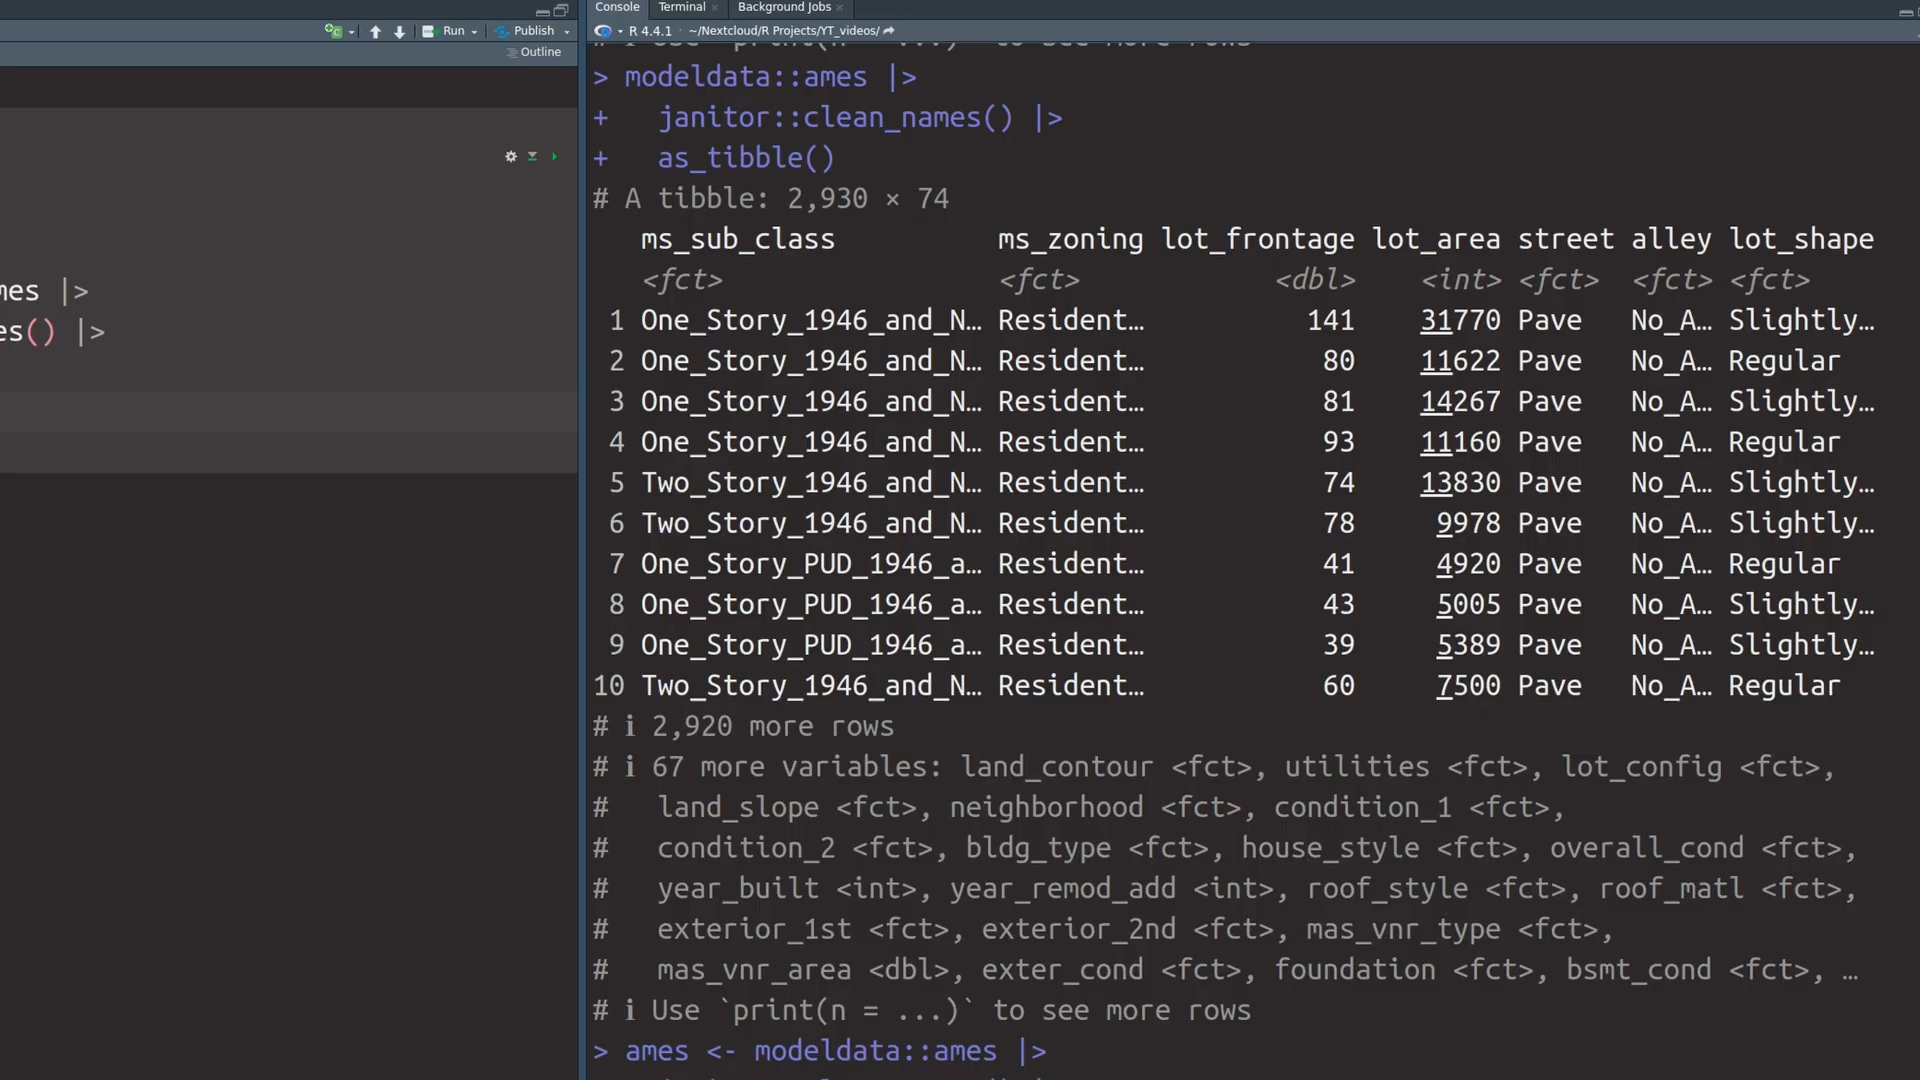 Run
Publish
Outline
mes |>
es() |>
Console Terminal Background Jobs
R 4.4.1 · ~/Nextcloud/R Projects/YT_videos/
> modeldata::ames |>
+ janitor::clean_names() |>
+ as_tibble()
# A tibble: 2,930 × 74
ms_sub_class ms_zoning lot_frontage lot_area street alley lot_shape
<fct> <fct> <dbl> <int> <fct> <fct> <fct>
1 One_Story_1946_and_N… Resident… 141 31770 Pave No_A… Slightly…
2 One_Story_1946_and_N… Resident… 80 11622 Pave No_A… Regular
3 One_Story_1946_and_N… Resident… 81 14267 Pave No_A… Slightly…
4 One_Story_1946_and_N… Resident… 93 11160 Pave No_A… Regular
5 Two_Story_1946_and_N… Resident… 74 13830 Pave No_A… Slightly…
6 Two_Story_1946_and_N… Resident… 78 9978 Pave No_A… Slightly…
7 One_Story_PUD_1946_a… Resident… 41 4920 Pave No_A… Regular
8 One_Story_PUD_1946_a… Resident… 43 5005 Pave No_A… Slightly…
9 One_Story_PUD_1946_a… Resident… 39 5389 Pave No_A… Slightly…
10 Two_Story_1946_and_N… Resident… 60 7500 Pave No_A… Regular
# ℹ 2,920 more rows
# ℹ 67 more variables: land_contour <fct>, utilities <fct>, lot_config <fct>,
# land_slope <fct>, neighborhood <fct>, condition_1 <fct>,
# condition_2 <fct>, bldg_type <fct>, house_style <fct>, overall_cond <fct>,
# year_built <int>, year_remod_add <int>, roof_style <fct>, roof_matl <fct>,
# exterior_1st <fct>, exterior_2nd <fct>, mas_vnr_type <fct>,
# mas_vnr_area <dbl>, exter_cond <fct>, foundation <fct>, bsmt_cond <fct>, …
# ℹ Use `print(n = ...)` to see more rows
> ames <- modeldata::ames |>